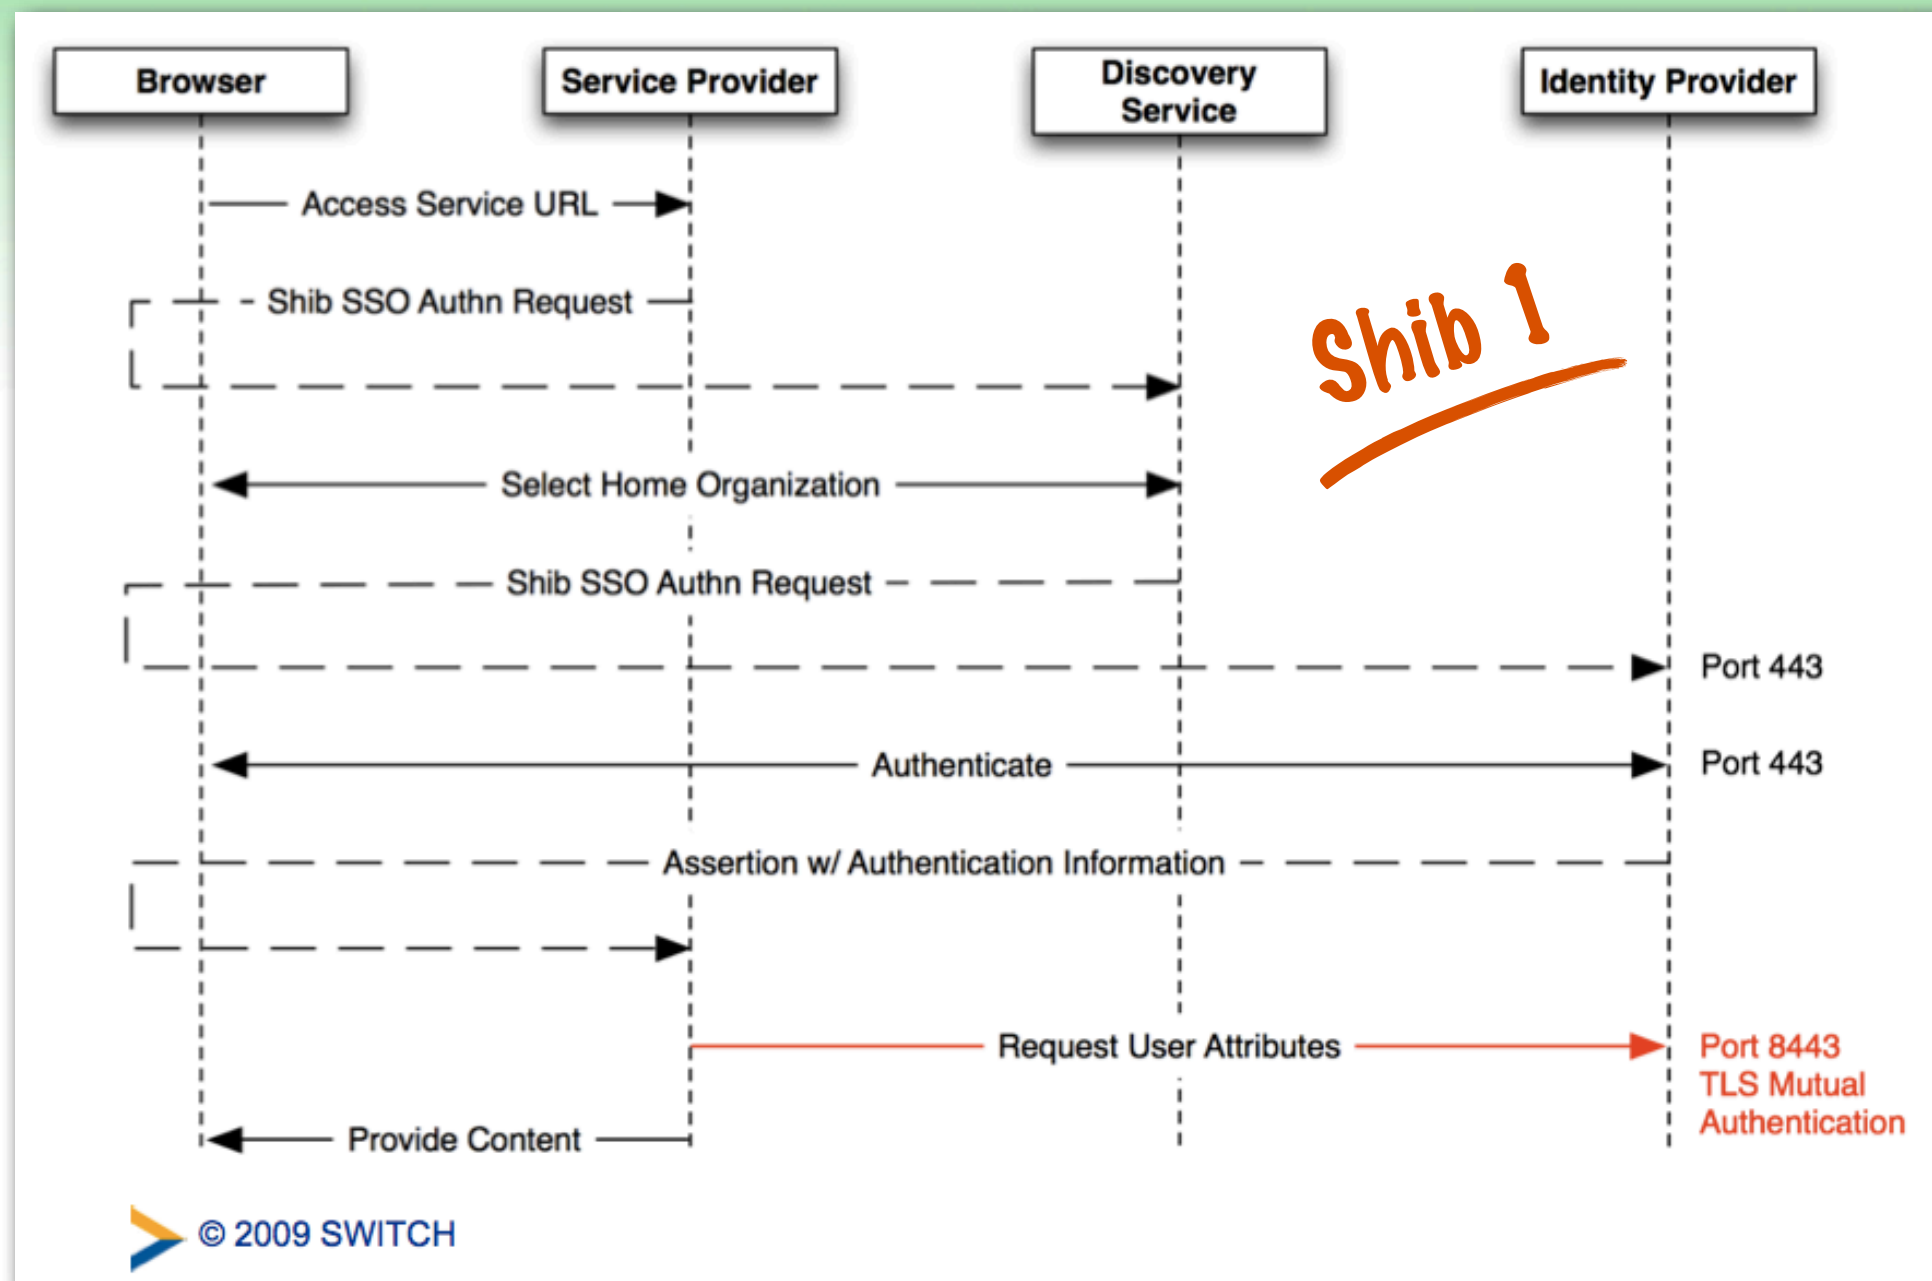 Browser
Service Provider
Discovery
Service
Identity Provider
Access Service URL
Shib SSO Authn Request
Shib 1
Select Home Organization
Shib SSO Authn Request
Port 443
Authenticate
Port 443
Assertion w/ Authentication Information
Request User Attributes
Port 8443
TLS Mutual
Authentication
Provide Content
© 2009 SWITCH